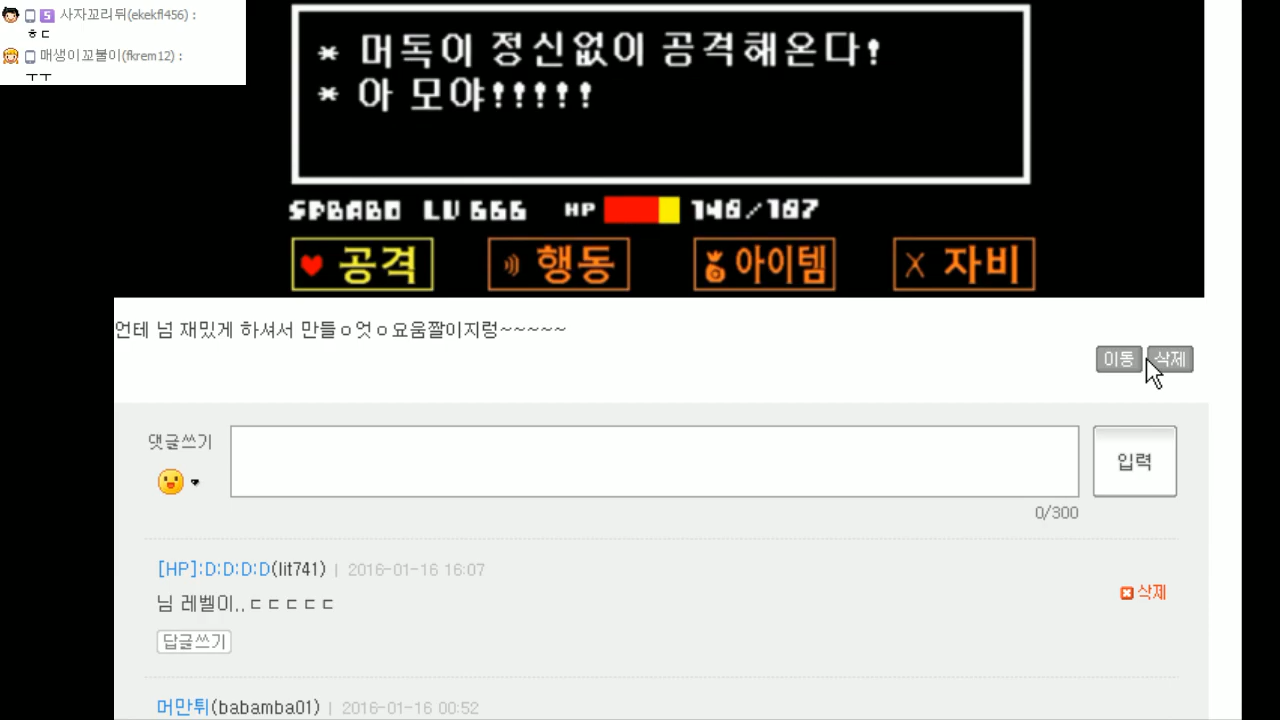 사자꼬리뒤(ekekfl456) :
ㅎㄷ
매생이꼬불이(fkrem12) :
ㅜㅜ
* 머독이 정신없이 공격해온다!
* 아 모야!!!!!
SPBABO LV 666 HP 148/187
공격 행동 아이템 자비
언테 넘 재밌게 하셔서 만들ㅇ엇ㅇ요움짤이지렁~~~~~
이동 삭제
댓글쓰기
입력
0/300
[HP]:D:D:D:D(lit741) | 2016-01-16 16:07
님 레벨이..ㄷㄷㄷㄷㄷ
삭제
답글쓰기
머만튀(babamba01) | 2016-01-16 00:52